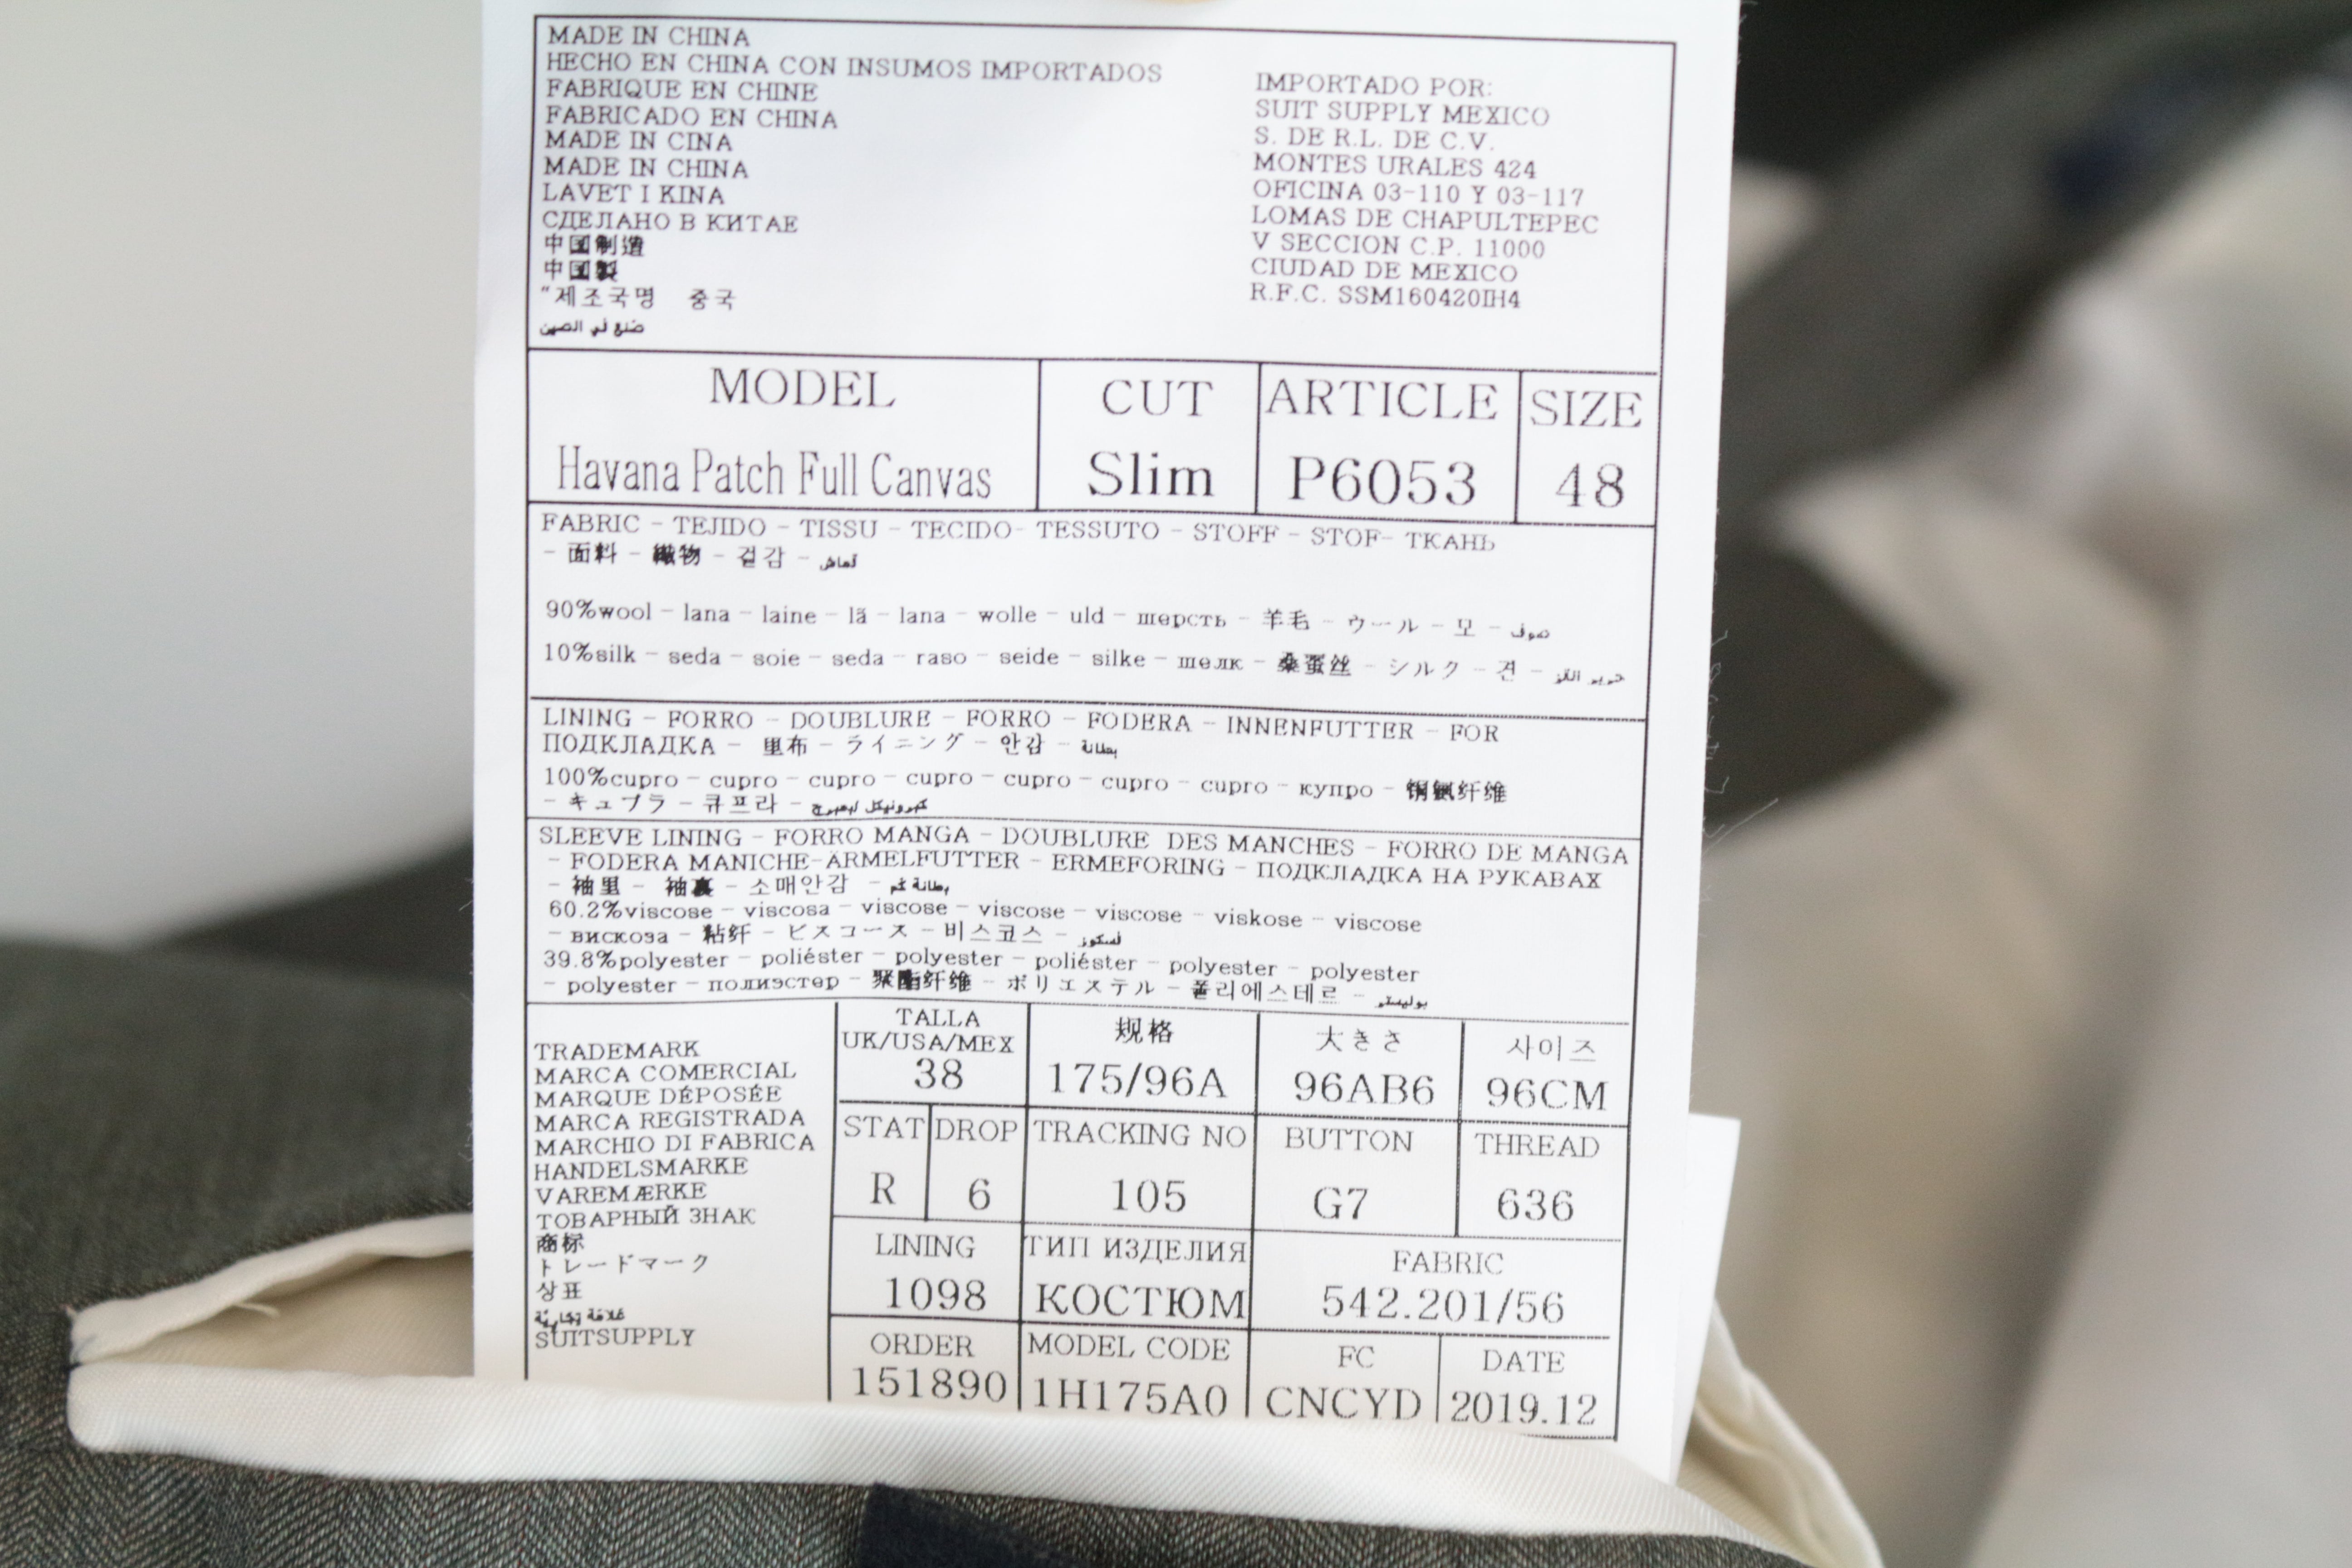 MADE IN CHINA
HECHO EN CHINA CON INSUMOS IMPORTADOS
FABRIQUE EN CHINE
FABRICADO EN CHINA
MADE IN CINA
MADE IN CHINA
LAVET I KINA
СДЕЛАНО В КИТАЕ
中国制造
中国製
"제조국명 중국
صنع في الصين
IMPORTADO POR:
SUIT SUPPLY MEXICO
S. DE R.L. DE C.V.
MONTES URALES 424
OFICINA 03-110 Y 03-117
LOMAS DE CHAPULTEPEC
V SECCION C.P. 11000
CIUDAD DE MEXICO
R.F.C. SSM160420IH4
MODEL CUT ARTICLE SIZE
Havana Patch Full Canvas Slim P6053 48
FABRIC - TEJIDO - TISSU - TECIDO- TESSUTO - STOFF - STOF- ТКАНЬ
- 面料 - 織物 - 겉감 - قماش
90%wool - lana - laine - lã - lana - wolle - uld - шерсть - 羊毛 - ウール - 모 - صوف
10%silk - seda - soie - seda - raso - seide - silke - шелк - 桑蚕丝 - シルク - 견 -
LINING - FORRO - DOUBLURE - FORRO - FODERA - INNENFUTTER - FOR
ПОДКЛАДКА - 里布 - ライニング - 안감 - بطانة
100%cupro - cupro - cupro - cupro - cupro - cupro - cupro - купро - 铜氨纤维
- キュプラ - 큐프라 -
SLEEVE LINING - FORRO MANGA - DOUBLURE DES MANCHES - FORRO DE MANGA
- FODERA MANICHE-ÄRMELFUTTER - ERMEFORING - ПОДКЛАДКА НА РУКАВАХ
- 袖里 - 袖裏 - 소매안감 - بطانة كم
60.2%viscose - viscosa - viscose - viscose - viscose - viskose - viscose
- вискоза - 粘纤 - ビスコース - 비스코스 -
39.8%polyester - poliéster - polyester - poliéster - polyester - polyester
- polyester - полиэстер - 聚酯纤维 - ポリエステル - 폴리에스테르 -
TRADEMARK
MARCA COMERCIAL
MARQUE DÉPOSÉE
MARCA REGISTRADA
MARCHIO DI FABRICA
HANDELSMARKE
VAREMÆRKE
ТОВАРНЫЙ ЗНАК
商标
トレードマーク
상표
علامة تجارية
SUITSUPPLY
TALLA 规格 大きさ 사이즈
UK/USA/MEX
38 175/96A 96AB6 96CM
STAT DROP TRACKING NO BUTTON THREAD
R 6 105 G7 636
LINING ТИП ИЗДЕЛИЯ FABRIC
1098 КОСТЮМ 542.201/56
ORDER MODEL CODE FC DATE
151890 1H175A0 CNCYD 2019.12